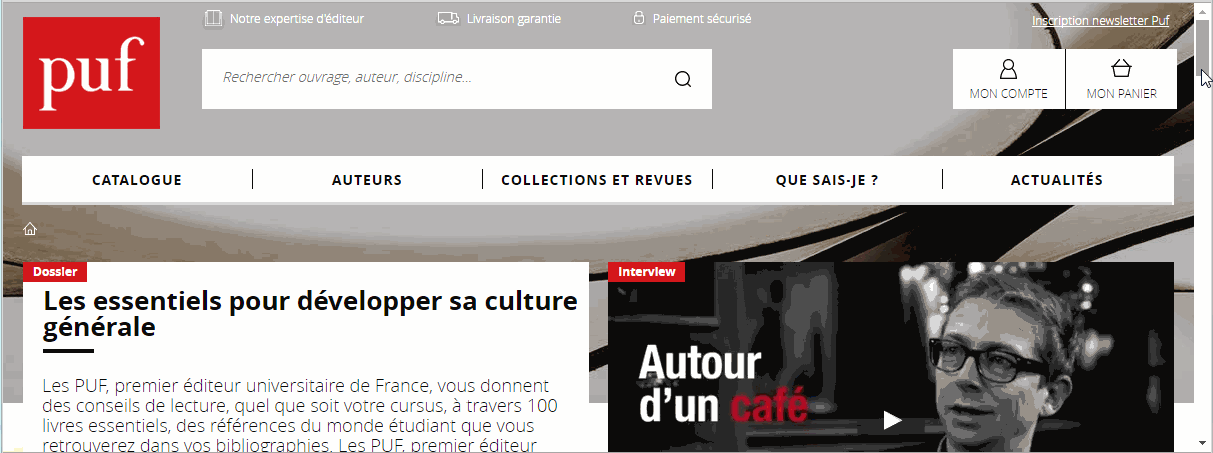 puf
Notre expertise d'éditeur
Livraison garantie
Paiement sécurisé
Inscription newsletter Puf
Rechercher ouvrage, auteur, discipline...
MON COMPTE
MON PANIER
CATALOGUE
AUTEURS
COLLECTIONS ET REVUES
QUE SAIS-JE ?
ACTUALITÉS
Dossier
Les essentiels pour développer sa culture
générale
Les PUF, premier éditeur universitaire de France, vous donnent
des conseils de lecture, quel que soit votre cursus, à travers 100
livres essentiels, des références du monde étudiant que vous
retrouverez dans vos bibliographies. Les PUF, premier éditeur
Interview
Autour
d'un café